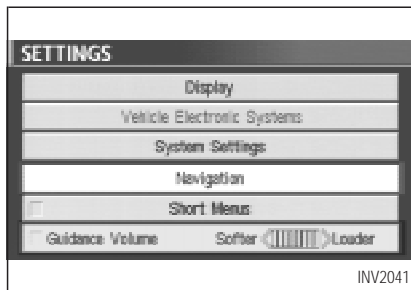 SETTINGS
Display
Vehicle Electronic Systems
System Settings
Navigation
Short Menus
Guidance Volume Softer Louder
INV2041